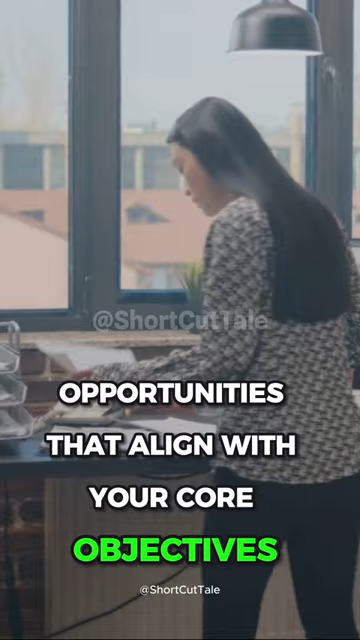 @ShortCutTale
OPPORTUNITIES
THAT ALIGN WITH
YOUR CORE
OBJECTIVES
@ShortCutTale